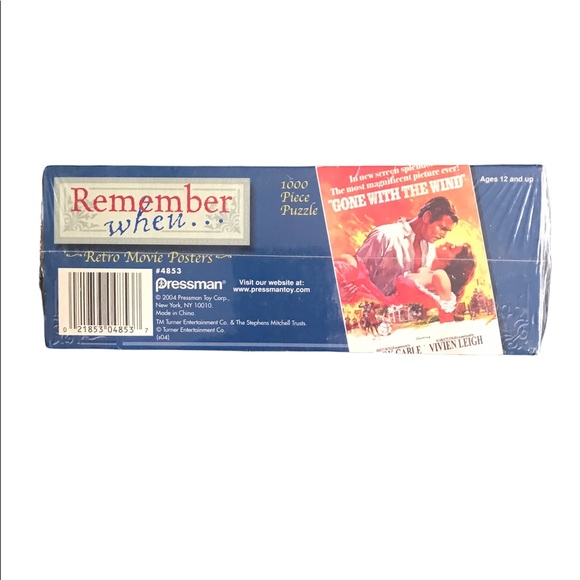 Remember
when...
Retro Movie Posters
1000
Piece
Puzzle
In new screen
The most magnificent picture ever!
"GONE WITH THE WIND"
Ages 12 and up
#4853
Pressman®
© 2004 Pressman Toy Corp.,
New York, NY 10010.
Made in China
TM Turner Entertainment Co. & The Stephens Mitchell Trusts.
© Turner Entertainment Co.
(s04)
Visit our website at:
www.pressmantoy.com
0 21853 04853 7
GABLE
VIVIEN LEIGH